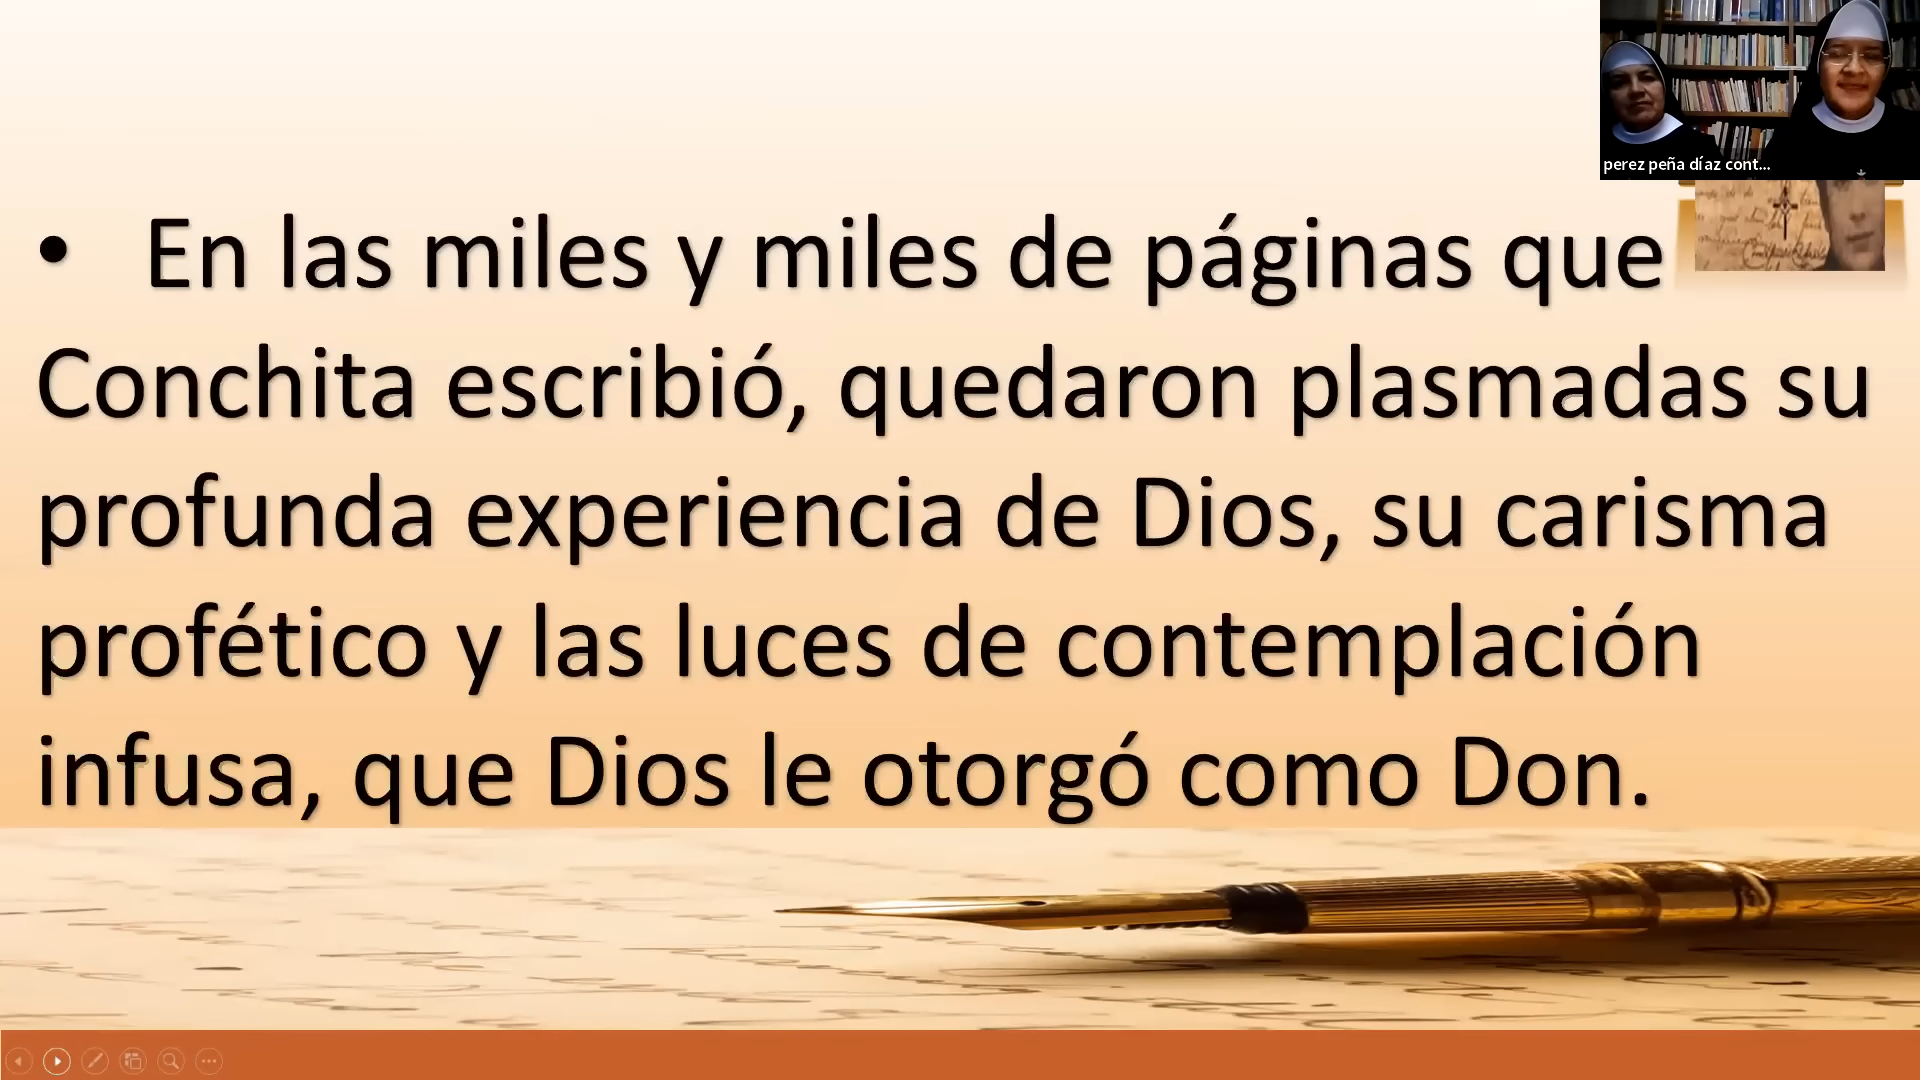 perez peña díaz cont...
• En las miles y miles de páginas que
Conchita escribió, quedaron plasmadas su
profunda experiencia de Dios, su carisma
profético y las luces de contemplación
infusa, que Dios le otorgó como Don.